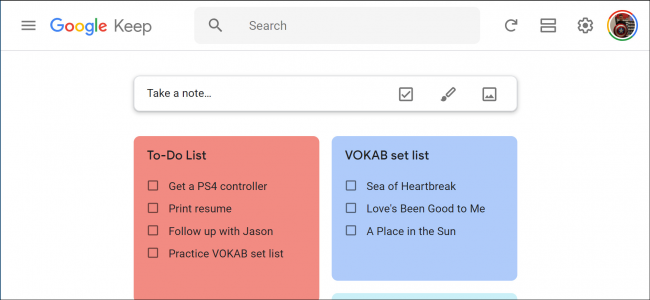 Google Keep
Search
Take a note...
To-Do List
Get a PS4 controller
Print resume
Follow up with Jason
Practice VOKAB set list
VOKAB set list
Sea of Heartbreak
Love's Been Good to Me
A Place in the Sun